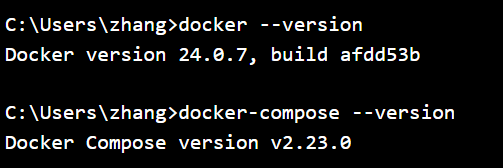 C:\Users\zhang>docker --version
Docker version 24.0.7, build afdd53b
C:\Users\zhang>docker-compose --version
Docker Compose version v2.23.0